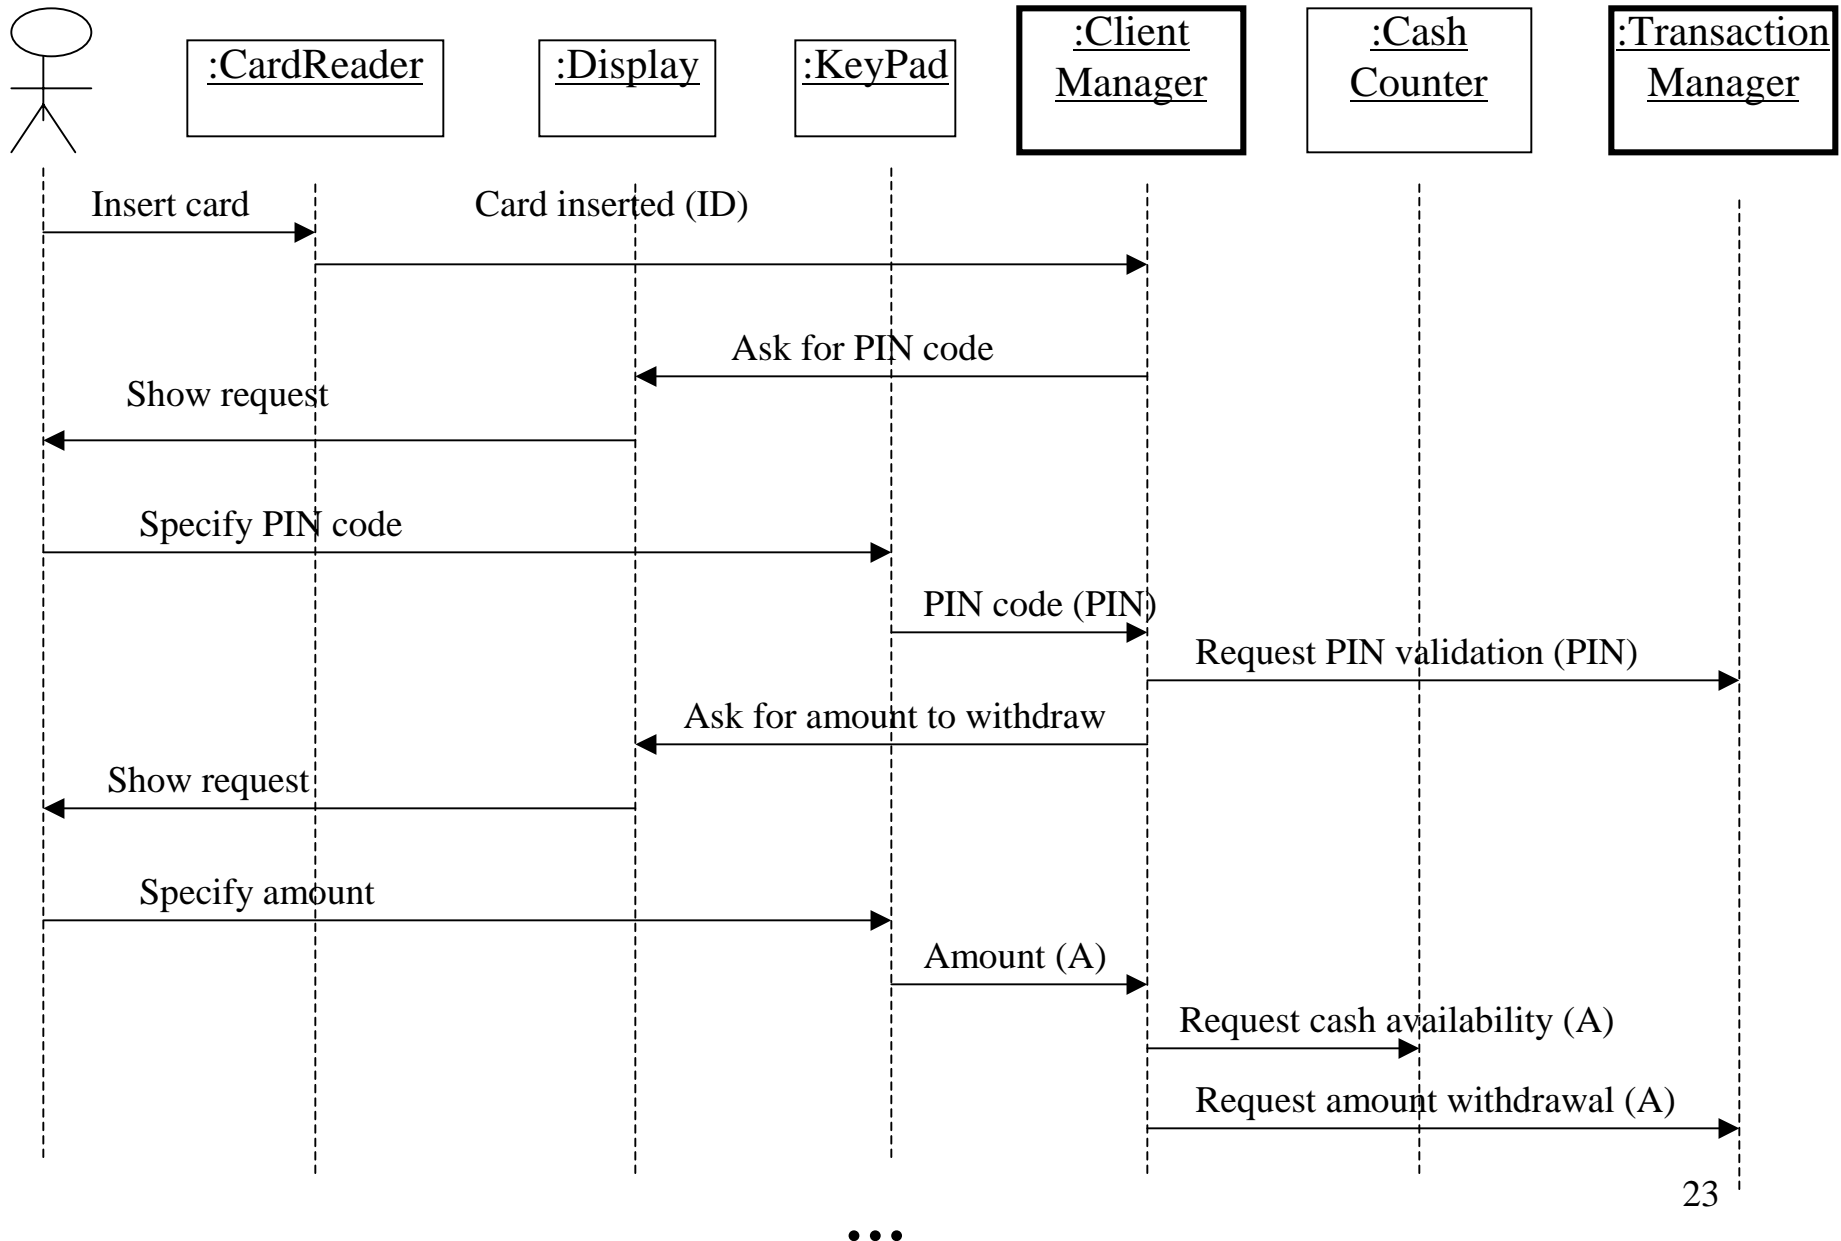 :CardReader
:Display
:KeyPad
:Client
Manager
:Cash
Counter
:Transaction
Manager
Insert card
Card inserted (ID)
Ask for PIN code
Show request
Specify PIN code
PIN code (PIN)
Request PIN validation (PIN)
Ask for amount to withdraw
Show request
Specify amount
Amount (A)
Request cash availability (A)
Request amount withdrawal (A)
23
...